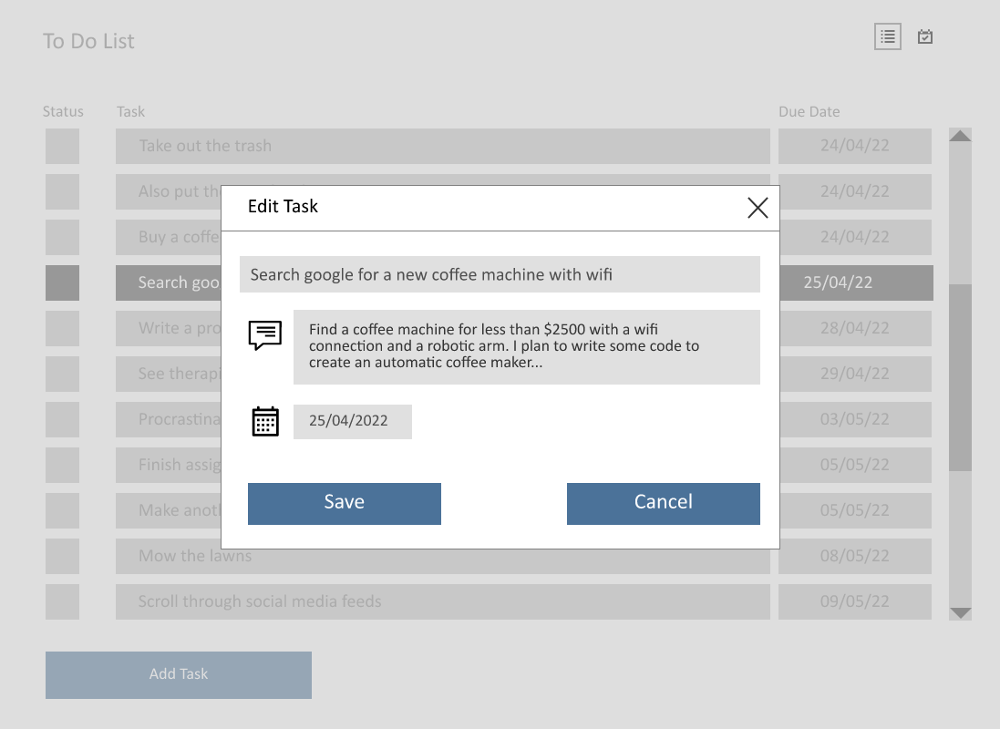 To Do List
Status Task Due Date
Take out the trash 24/04/22
Also put th 24/04/22
Edit Task
Buy a coffe 24/04/22
Search google for a new coffee machine with wifi
Search goo 25/04/22
Find a coffee machine for less than $2500 with a wifi
connection and a robotic arm. I plan to write some code to
create an automatic coffee maker...
Write a pro 28/04/22
See therapi 29/04/22
25/04/2022
Procrastina 03/05/22
Finish assig 05/05/22
Save Cancel
Make anoth 05/05/22
Mow the lawns 08/05/22
Scroll through social media feeds 09/05/22
Add Task